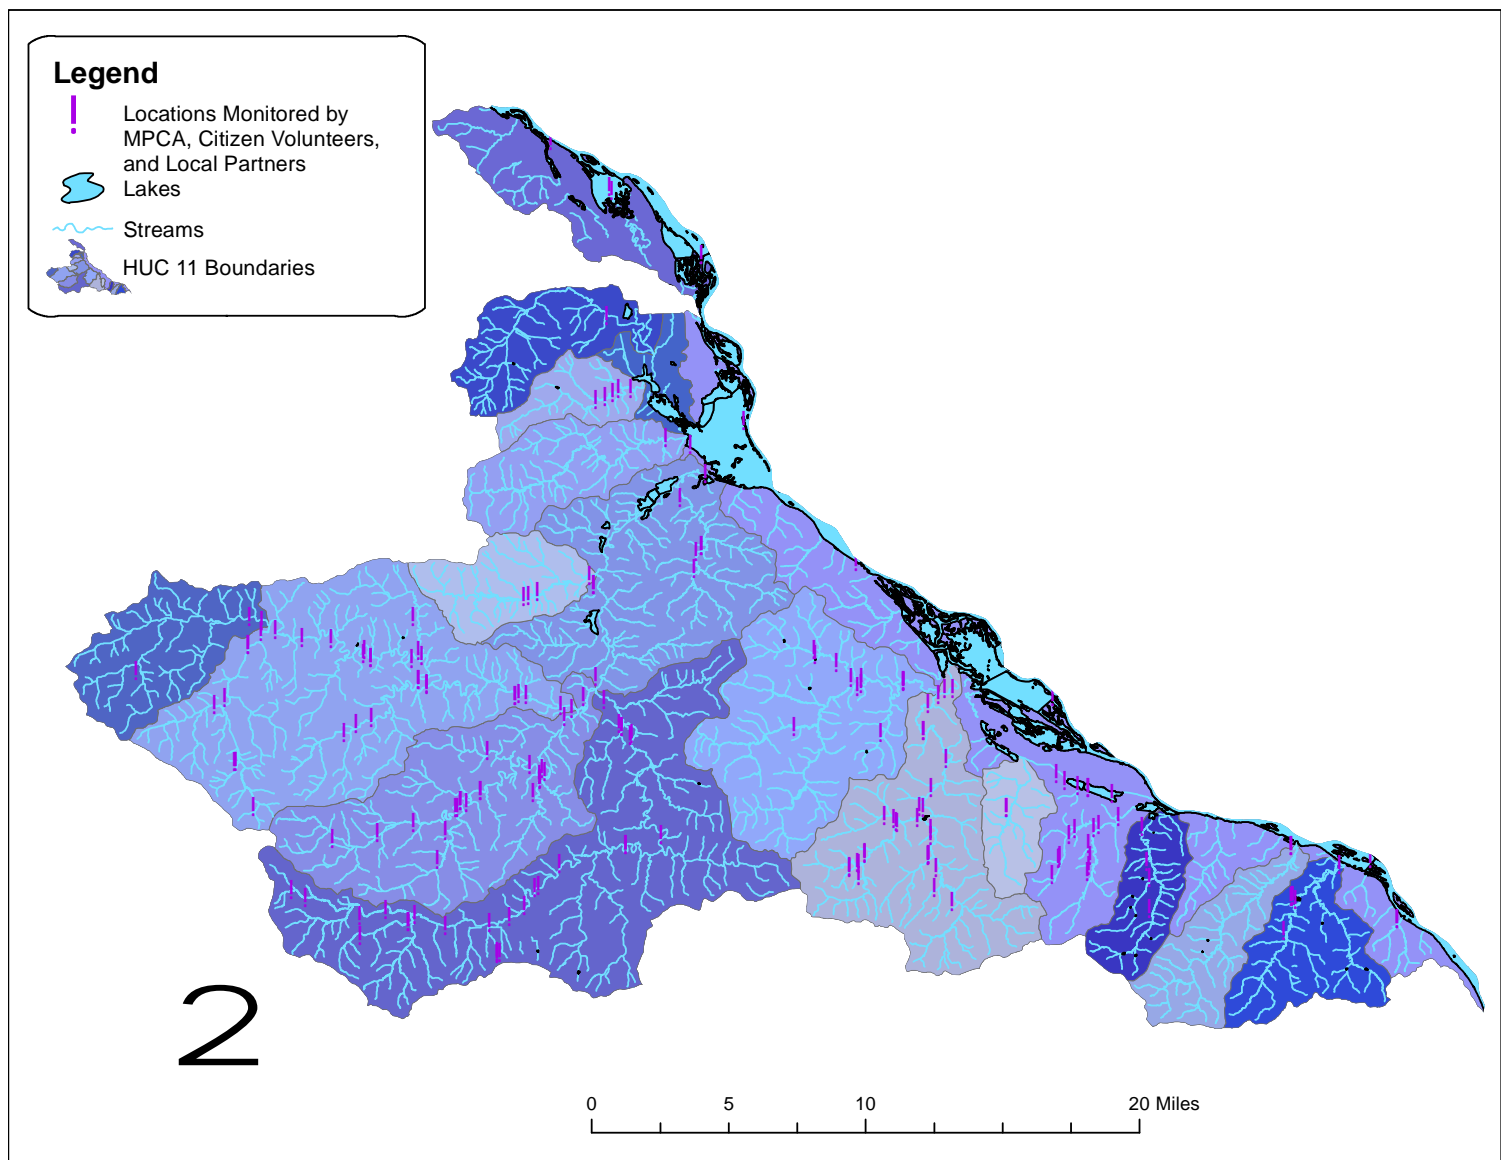 Legend
Locations Monitored by
MPCA, Citizen Volunteers,
and Local Partners
Lakes
Streams
HUC 11 Boundaries
2
0 5 10 20 Miles